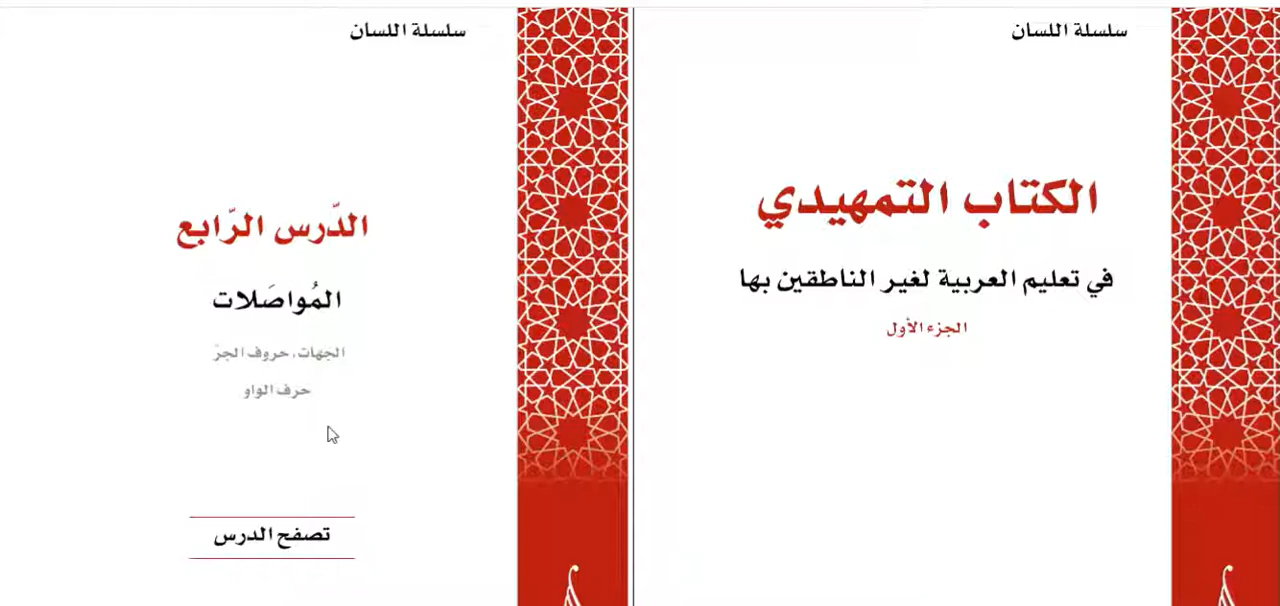 سلسلة اللسان
الكتاب التمهيدي
في تعليم العربية لغير الناطقين بها
الجزء الأول
سلسلة اللسان
الدّرس الرّابع
المُواصَلات
الجهات، حروف الجرّ
حرف الواو
تصفح الدرس